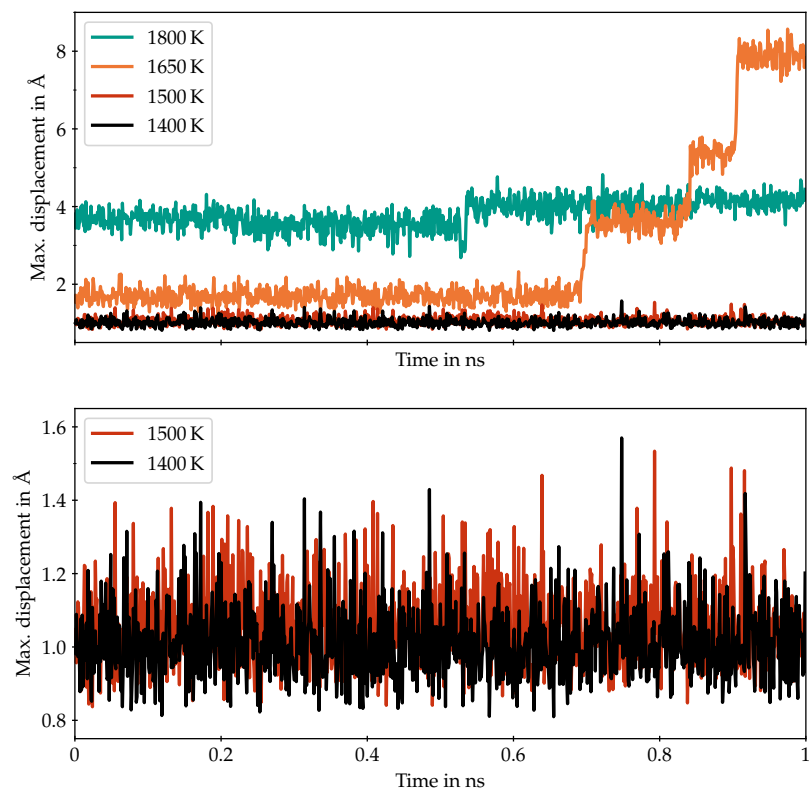 8
6
4
2
Max. displacement in Å
1800 K
1650 K
1500 K
1400 K
Time in ns
1.6
1.4
1.2
1.0
0.8
Max. displacement in Å
1500 K
1400 K
0
0.2
0.4
0.6
0.8
1
Time in ns